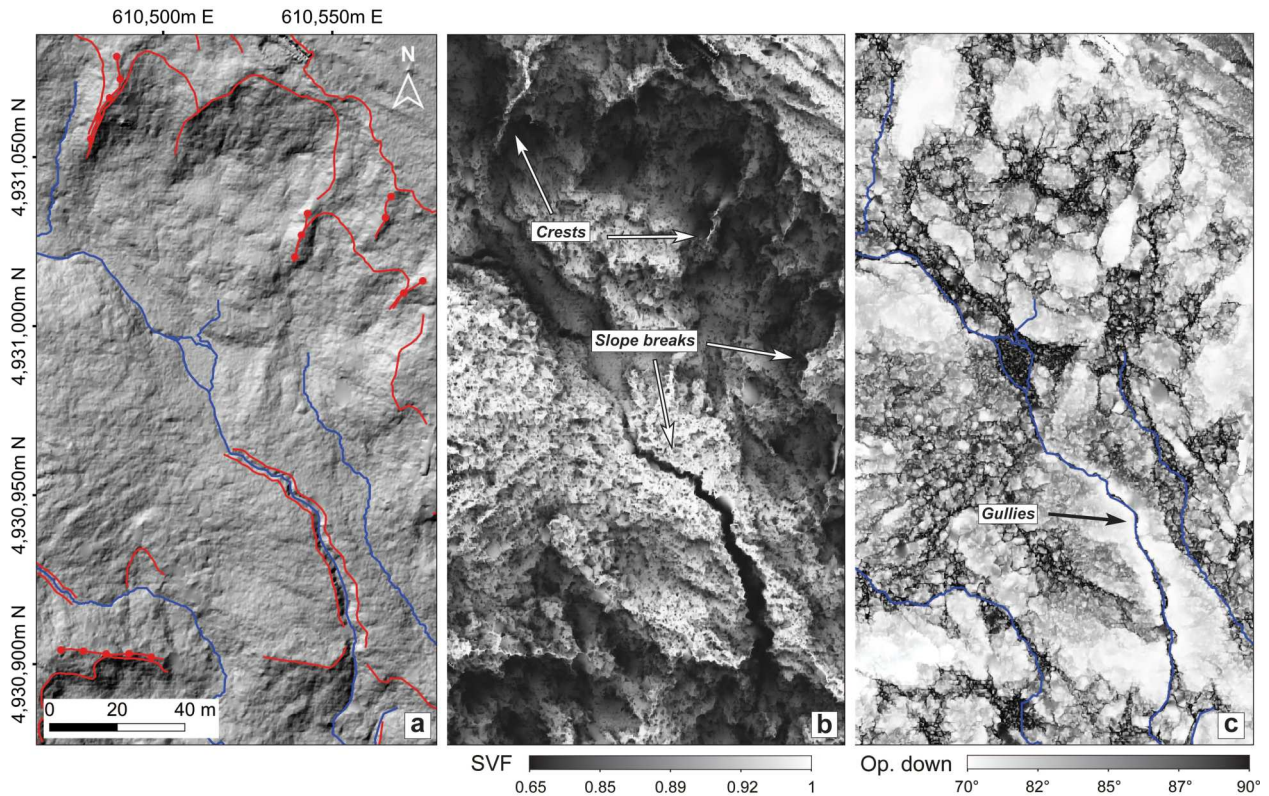 610,500m E 610,550m E
N
4,931,050m N
4,931,000m N
4,930,950m N
4,930,900m N
0 20 40 m
a
Crests
Slope breaks
b
Gullies
c
SVF
0.65 0.85 0.89 0.92 1
Op. down
70° 82° 85° 87° 90°